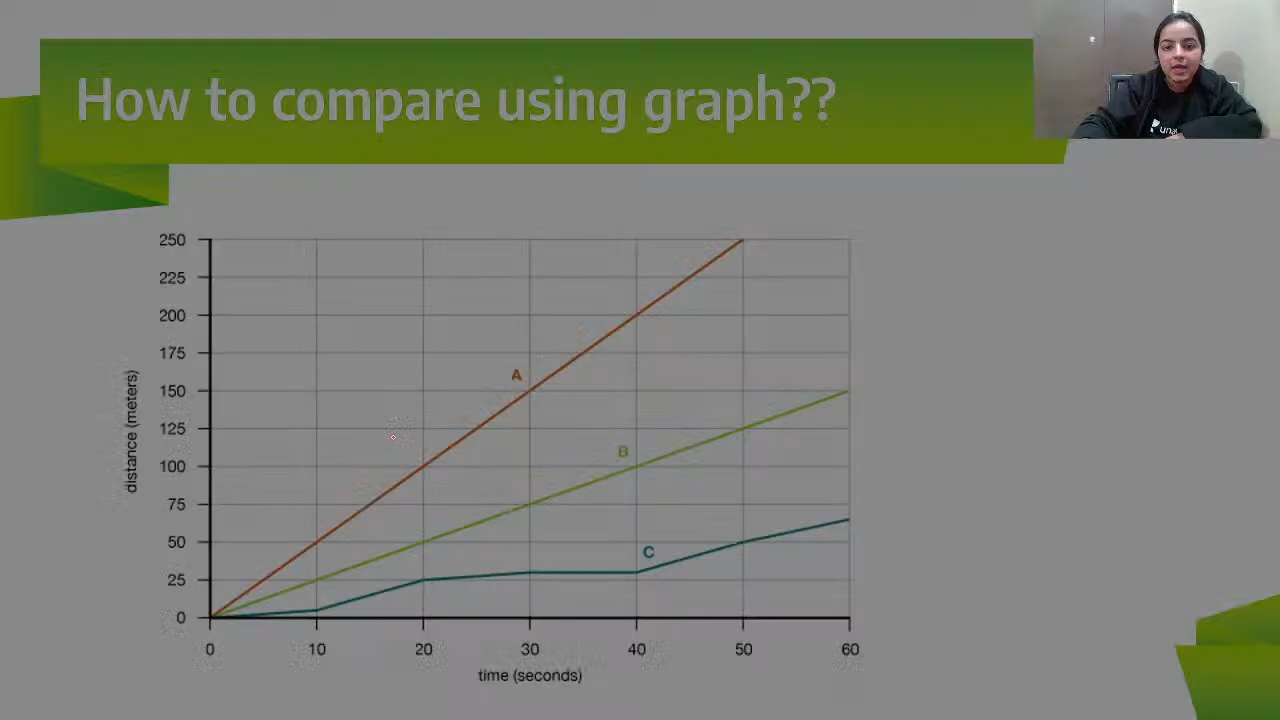 How to compare using graph??
una
250
225
200
175
150
125
100
75
50
25
0
distance (meters)
A
B
C
0 10 20 30 40 50 60
time (seconds)